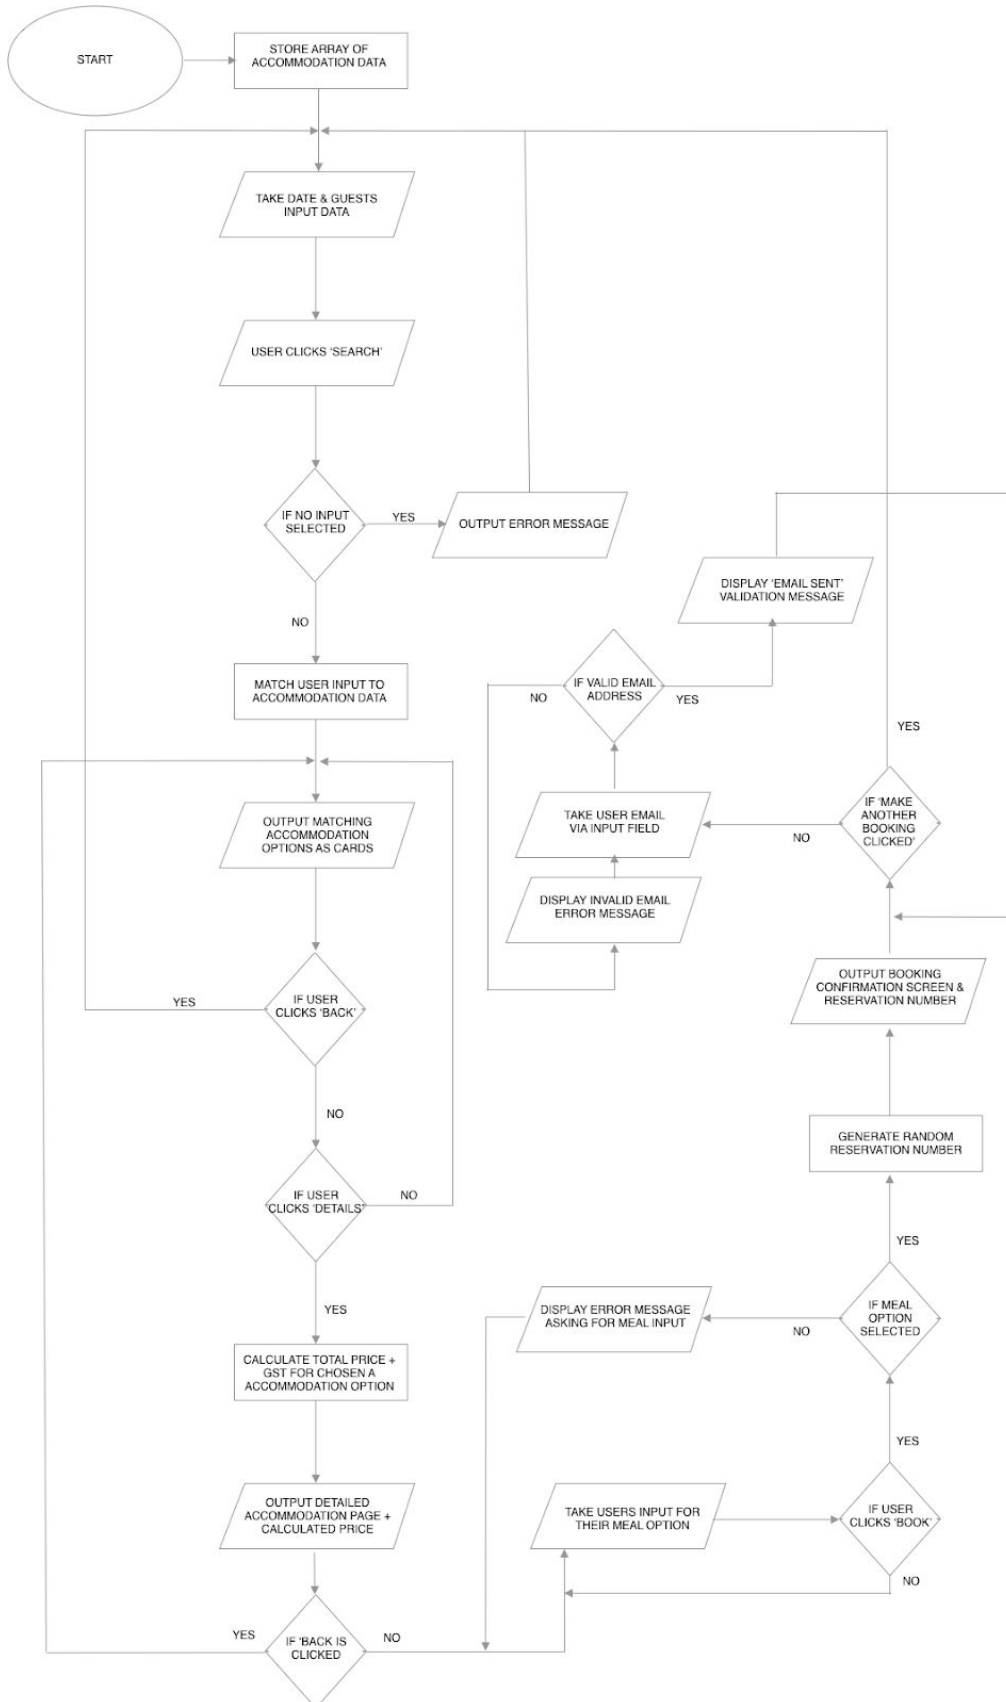 START
STORE ARRAY OF
ACCOMMODATION DATA
TAKE DATE & GUESTS
INPUT DATA
USER CLICKS ‘SEARCH’
IF NO INPUT
SELECTED
YES
OUTPUT ERROR MESSAGE
NO
MATCH USER INPUT TO
ACCOMMODATION DATA
OUTPUT MATCHING
ACCOMMODATION
OPTIONS AS CARDS
IF USER
CLICKS ‘BACK’
YES
NO
IF USER
‘CLICKS ‘DETAILS’’
NO
YES
CALCULATE TOTAL PRICE +
GST FOR CHOSEN A
ACCOMMODATION OPTION
OUTPUT DETAILED
ACCOMMODATION PAGE +
CALCULATED PRICE
IF ‘BACK IS
CLICKED
YES
NO
TAKE USERS INPUT FOR
THEIR MEAL OPTION
IF USER
CLICKS ‘BOOK’
NO
YES
IF MEAL
OPTION
SELECTED
NO
DISPLAY ERROR MESSAGE
ASKING FOR MEAL INPUT
YES
GENERATE RANDOM
RESERVATION NUMBER
OUTPUT BOOKING
CONFIRMATION SCREEN &
RESERVATION NUMBER
IF ‘MAKE
ANOTHER
BOOKING
CLICKED’
YES
NO
TAKE USER EMAIL
VIA INPUT FIELD
DISPLAY INVALID EMAIL
ERROR MESSAGE
IF VALID EMAIL
ADDRESS
NO
YES
DISPLAY ‘EMAIL SENT’
VALIDATION MESSAGE